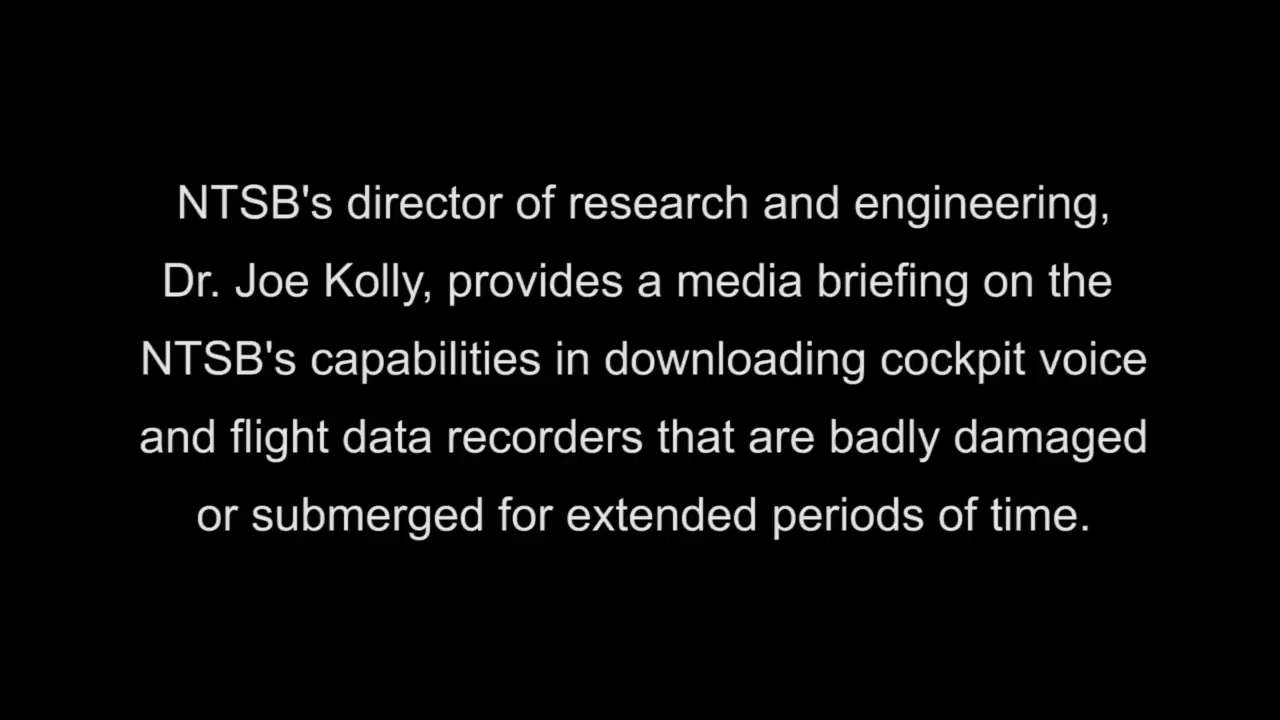 NTSB's director of research and engineering,
Dr. Joe Kolly, provides a media briefing on the
NTSB's capabilities in downloading cockpit voice
and flight data recorders that are badly damaged
or submerged for extended periods of time.